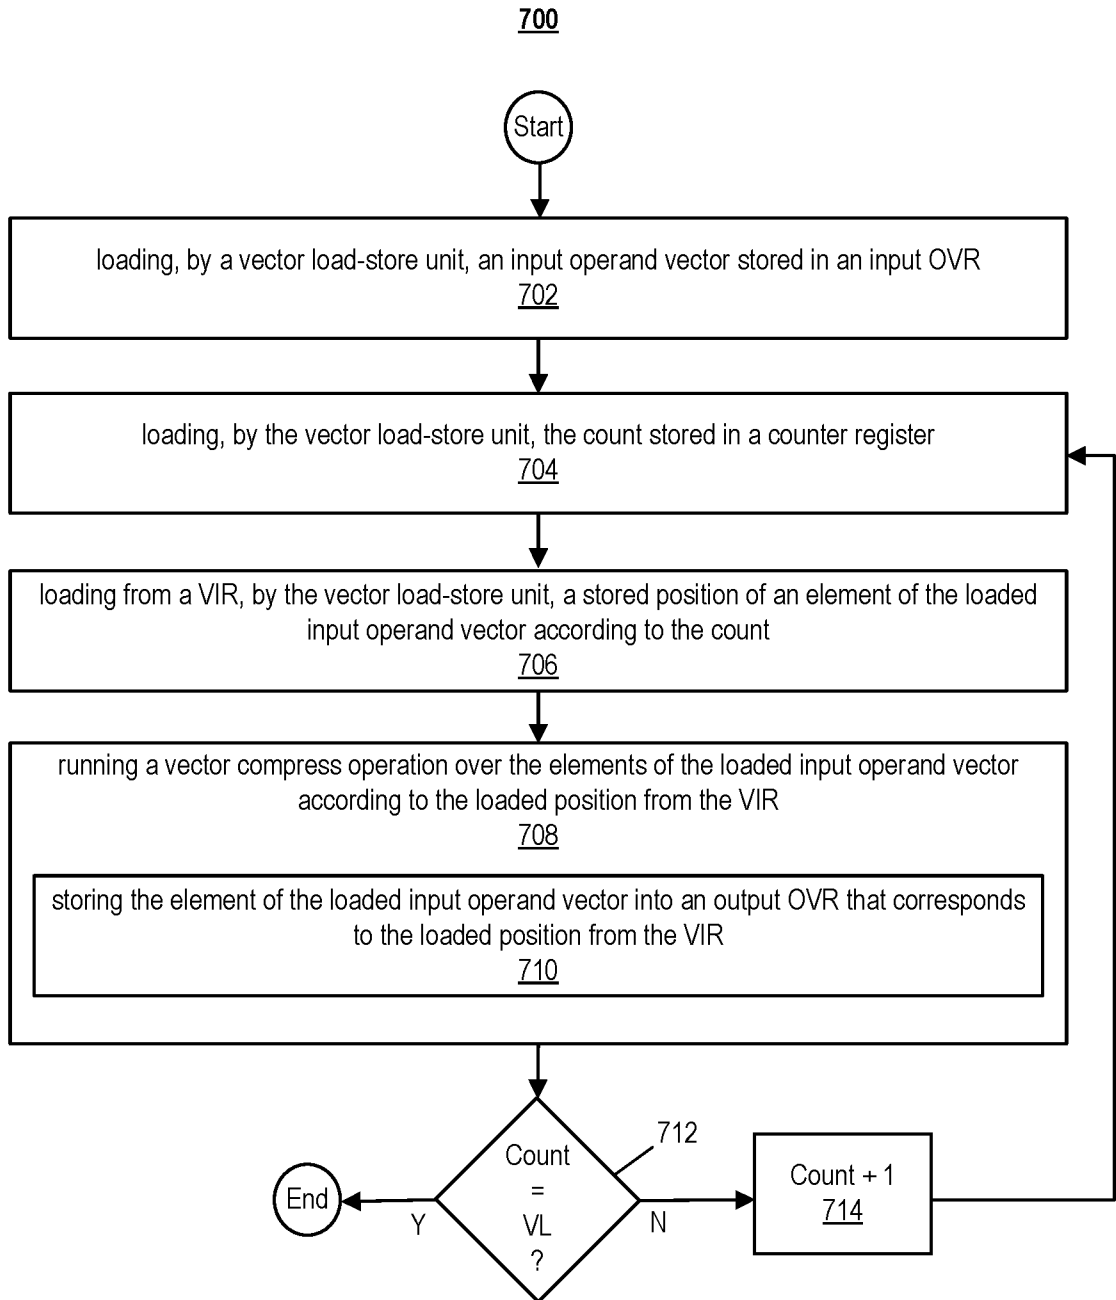 700
Start
loading, by a vector load-store unit, an input operand vector stored in an input OVR
702
loading, by the vector load-store unit, the count stored in a counter register
704
loading from a VIR, by the vector load-store unit, a stored position of an element of the loaded
input operand vector according to the count
706
running a vector compress operation over the elements of the loaded input operand vector
according to the loaded position from the VIR
708
storing the element of the loaded input operand vector into an output OVR that corresponds
to the loaded position from the VIR
710
712
Count
=
VL
?
End
Y
N
Count + 1
714